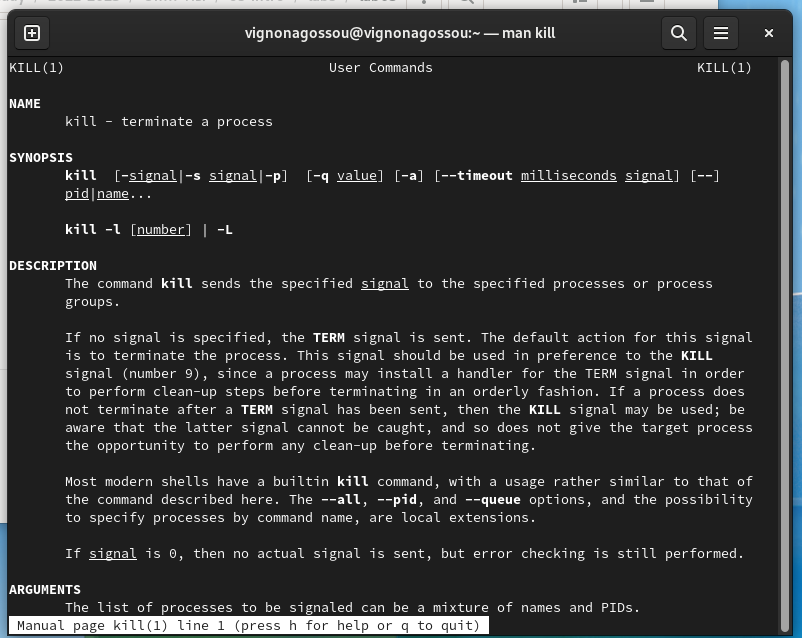 vignonagossou@vignonagossou:~ — man kill
KILL(1) User Commands KILL(1)
NAME
kill - terminate a process
SYNOPSIS
kill [-signal|-s signal|-p] [-q value] [-a] [--timeout milliseconds signal] [--]
pid|name...
kill -l [number] | -L
DESCRIPTION
The command kill sends the specified signal to the specified processes or process
groups.
If no signal is specified, the TERM signal is sent. The default action for this signal
is to terminate the process. This signal should be used in preference to the KILL
signal (number 9), since a process may install a handler for the TERM signal in order
to perform clean-up steps before terminating in an orderly fashion. If a process does
not terminate after a TERM signal has been sent, then the KILL signal may be used; be
aware that the latter signal cannot be caught, and so does not give the target process
the opportunity to perform any clean-up before terminating.
Most modern shells have a builtin kill command, with a usage rather similar to that of
the command described here. The --all, --pid, and --queue options, and the possibility
to specify processes by command name, are local extensions.
If signal is 0, then no actual signal is sent, but error checking is still performed.
ARGUMENTS
The list of processes to be signaled can be a mixture of names and PIDs.
Manual page kill(1) line 1 (press h for help or q to quit)